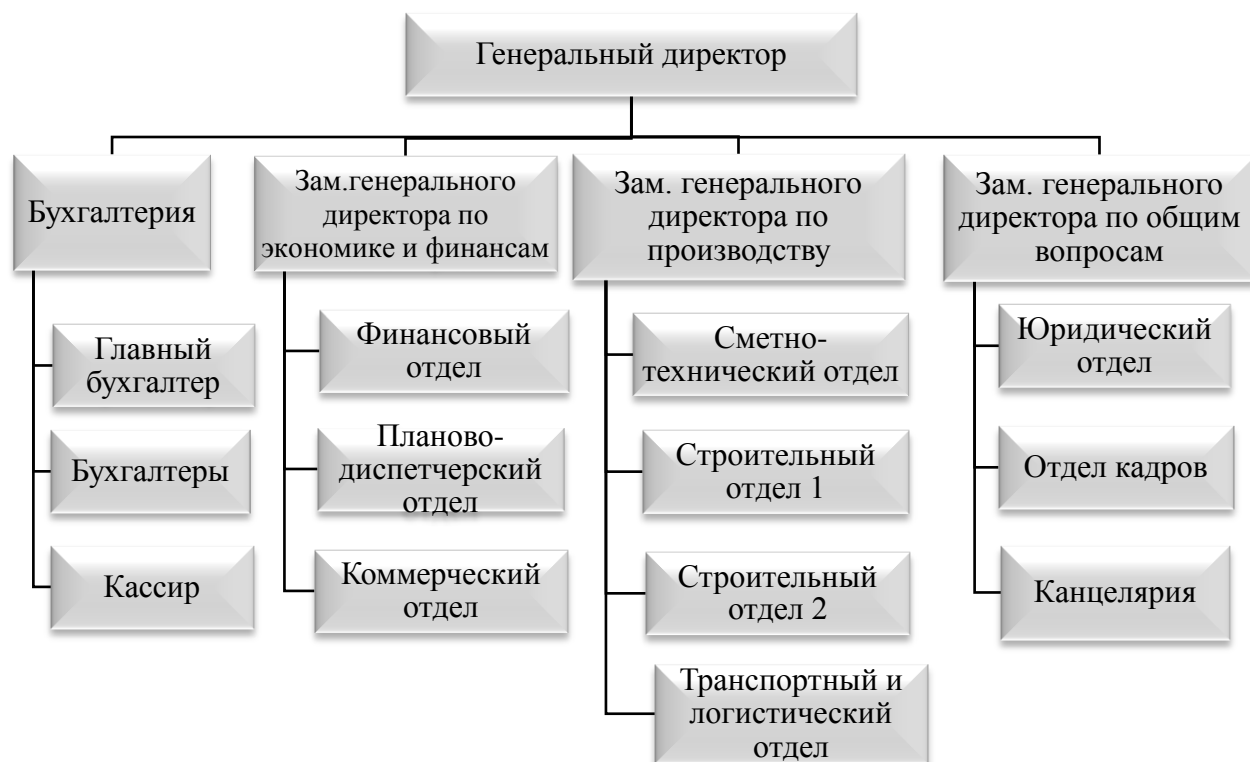 Генеральный директор
Бухгалтерия
Зам.генерального
директора по
экономике и финансам
Зам. генерального
директора по
производству
Зам. генерального
директора по общим
вопросам
Главный
бухгалтер
Бухгалтеры
Кассир
Финансовый
отдел
Планово-
диспетчерский
отдел
Коммерческий
отдел
Сметно-
технический отдел
Строительный
отдел 1
Строительный
отдел 2
Транспортный и
логистический
отдел
Юридический
отдел
Отдел кадров
Канцелярия